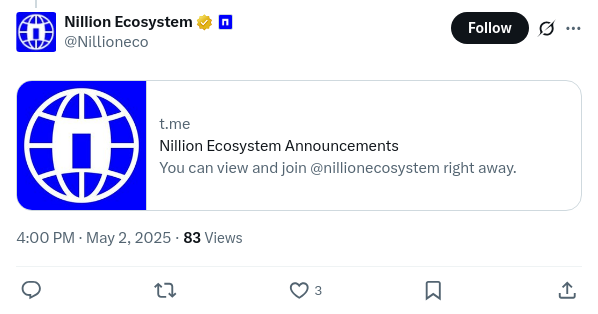 Nillion Ecosystem
@Nillioneco
Follow
t.me
Nillion Ecosystem Announcements
You can view and join @nillionecosystem right away.
4:00 PM · May 2, 2025 · 83 Views
3